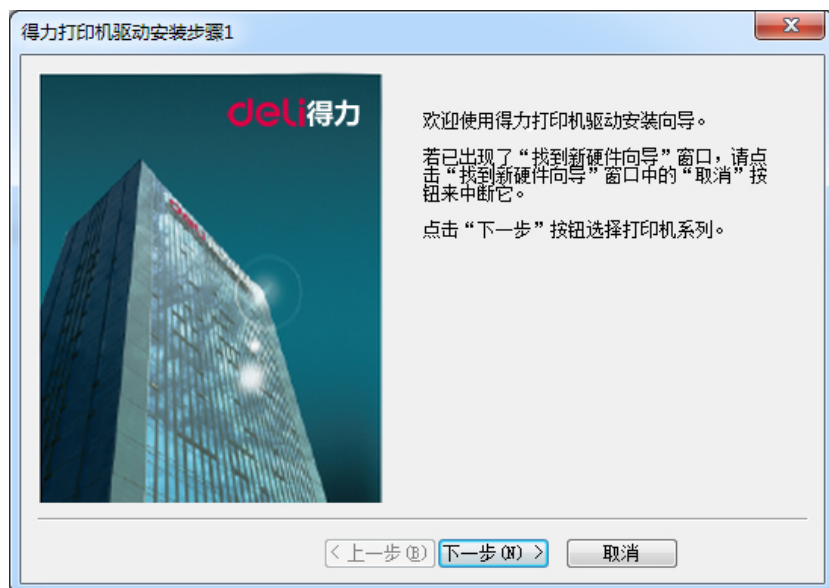 得力打印机驱动安装步骤1
deli得力
deli
欢迎使用得力打印机驱动安装向导。
若已出现了“找到新硬件向导”窗口，请点
击“找到新硬件向导”窗口中的“取消”按
钮来中断它。
点击“下一步”按钮选择打印机系列。
< 上一步(B)
下一步(N) >
取消